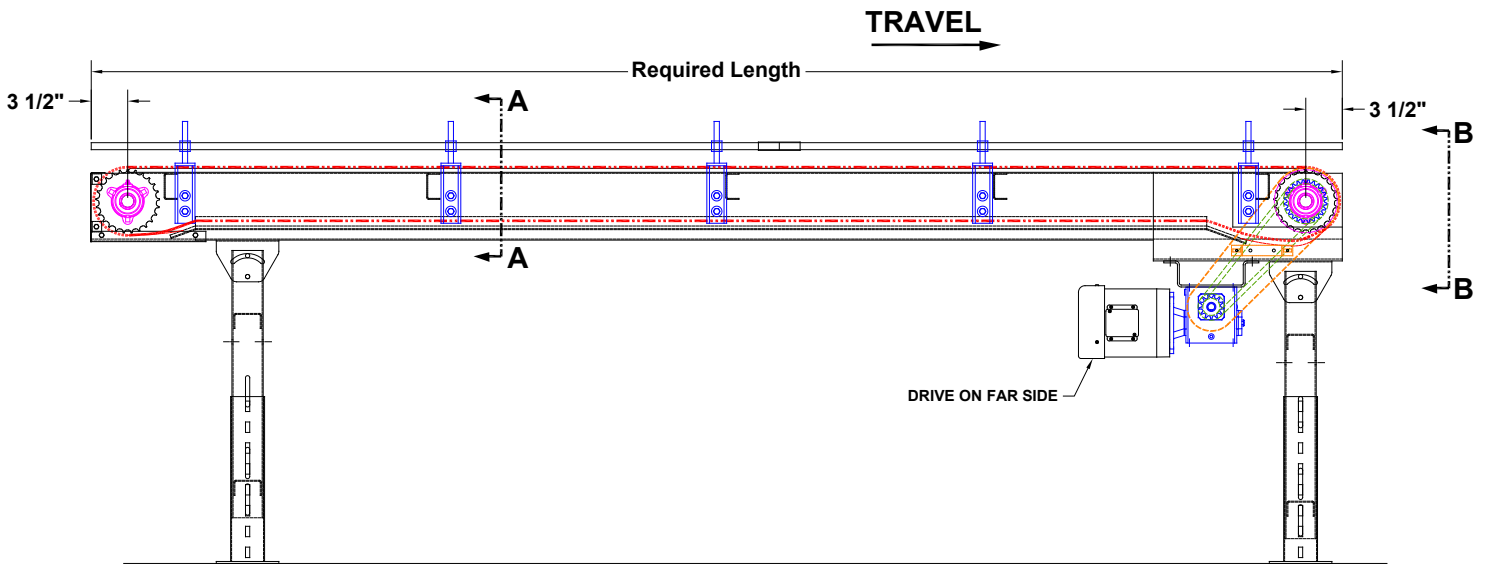 TRAVEL
Required Length
3 1/2"
A
3 1/2"
B
A
B
DRIVE ON FAR SIDE